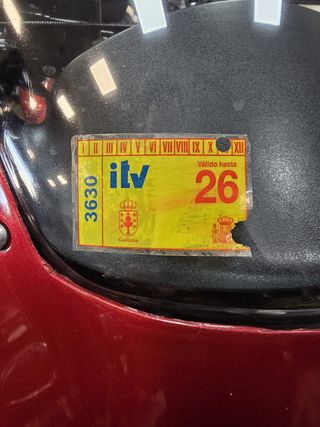 I II III IV V VI VII VIII IX X XII
3630
itv
Válido hasta
26
Galicia